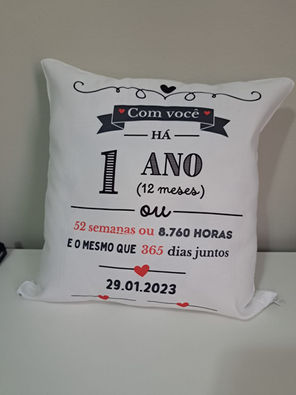 Com você
HÁ
1 ANO
(12 meses)
ou
52 semanas ou 8.760 HORAS
E O MESMO QUE 365 dias juntos
29.01.2023